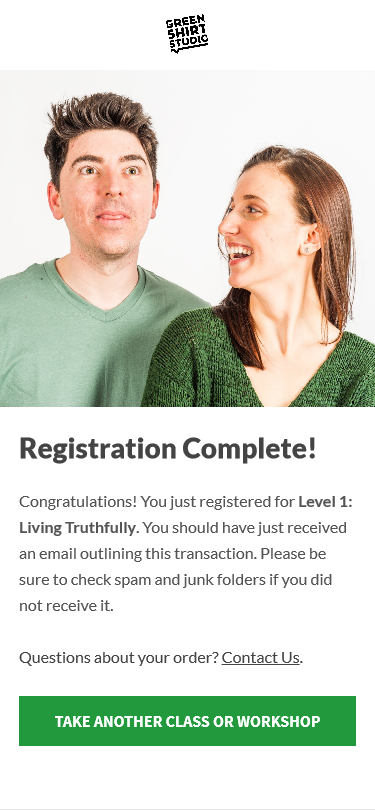 GREEN
SHIRT
STUDIO
Registration Complete!
Congratulations! You just registered for Level 1:
Living Truthfully. You should have just received
an email outlining this transaction. Please be
sure to check spam and junk folders if you did
not receive it.
Questions about your order? Contact Us.
TAKE ANOTHER CLASS OR WORKSHOP